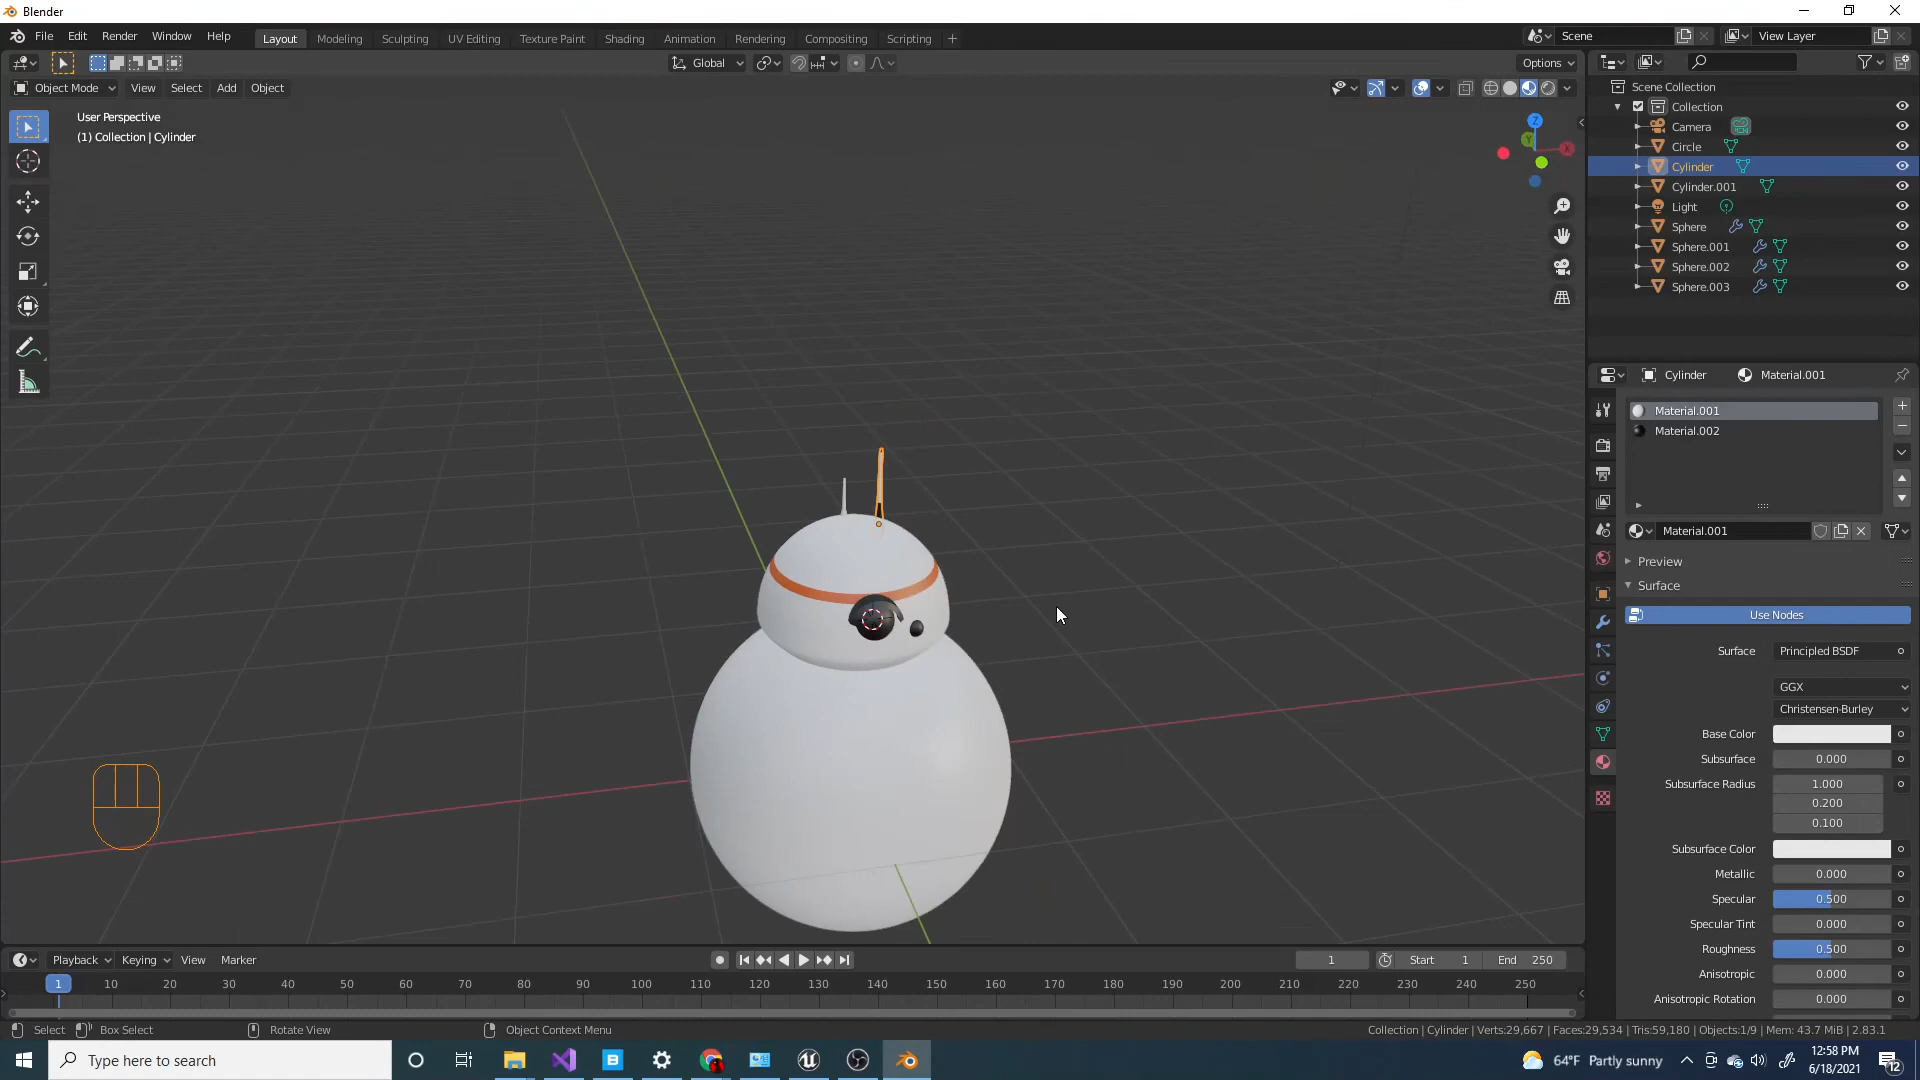 Blender
File Edit Render Window Help Layout Modeling Sculpting UV Editing Texture Paint Shading Animation Rendering Compositing Scripting + Scene View Layer
Global Options
Object Mode View Select Add Object
User Perspective
(1) Collection | Cylinder
Z
Y
X
Scene Collection
Collection
Camera
Circle
Cylinder
Cylinder.001
Light
Sphere
Sphere.001
Sphere.002
Sphere.003
Cylinder Material.001
Material.001
Material.002
Material.001
Preview
Surface
Use Nodes
Surface Principled BSDF
GGX
Christensen-Burley
Base Color
Subsurface 0.000
Subsurface Radius 1.000
0.200
0.100
Subsurface Color
Metallic 0.000
Specular 0.500
Specular Tint 0.000
Roughness 0.500
Anisotropic 0.000
Anisotropic Rotation 0.000
Playback Keying View Marker 1 Start 1 End 250
1 10 20 30 40 50 60 70 80 90 100 110 120 130 140 150 160 170 180 190 200 210 220 230 240 250
Select Box Select Rotate View Object Context Menu Collection | Cylinder | Verts:29,667 | Faces:29,534 | Tris:59,180 | Objects:1/9 | Mem: 43.7 MiB | 2.83.1
Type here to search 64°F Partly sunny 12:58 PM
6/18/2021
12